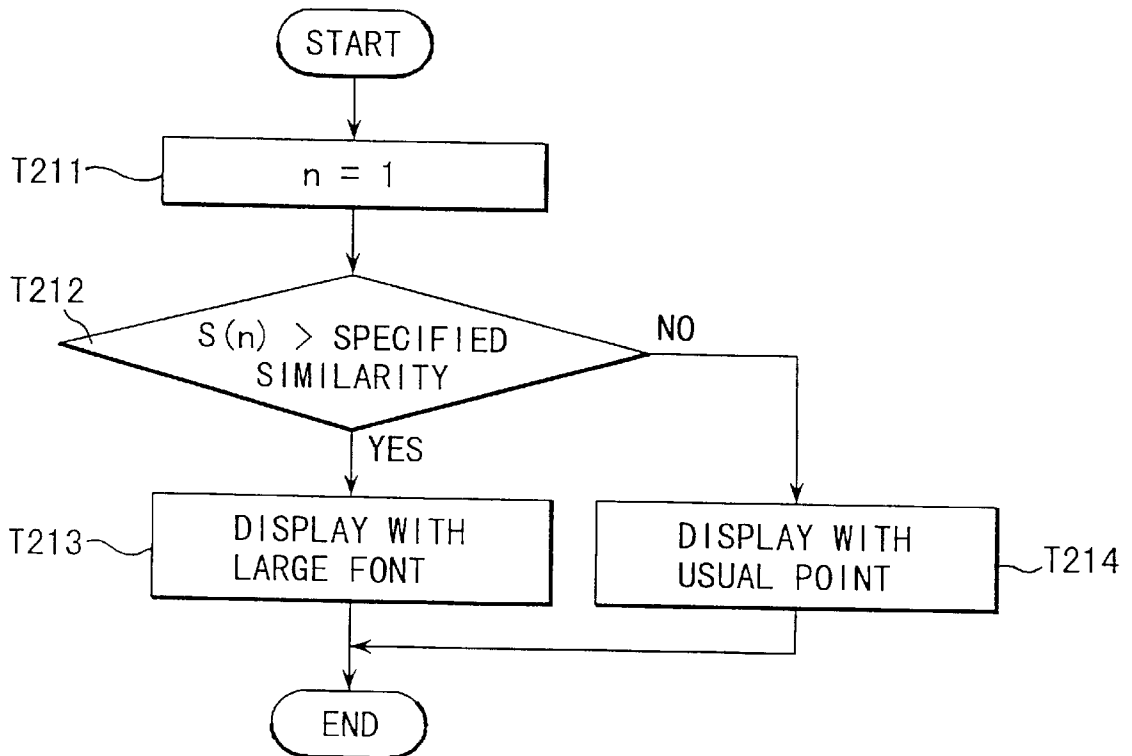 START
T211
n = 1
T212
S(n) > SPECIFIED
SIMILARITY
NO
YES
T213
DISPLAY WITH
LARGE FONT
DISPLAY WITH
USUAL POINT
T214
END